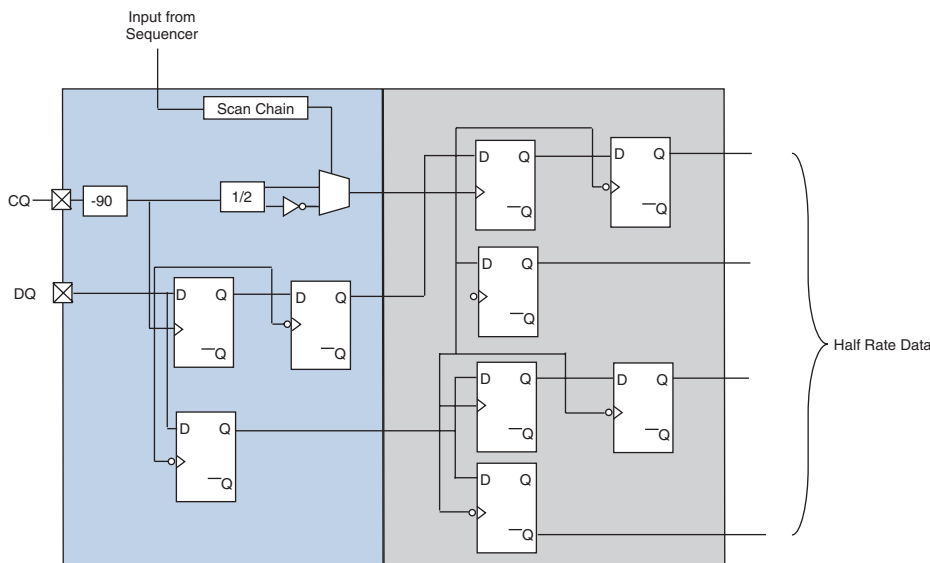 Input from
Sequencer
Scan Chain
CQ
-90
1/2
DQ
D Q
Q
D Q
Q
D Q
Q
D Q
Q
D Q
Q
D Q
Q
D Q
Q
D Q
Q
D Q
Q
Half Rate Data